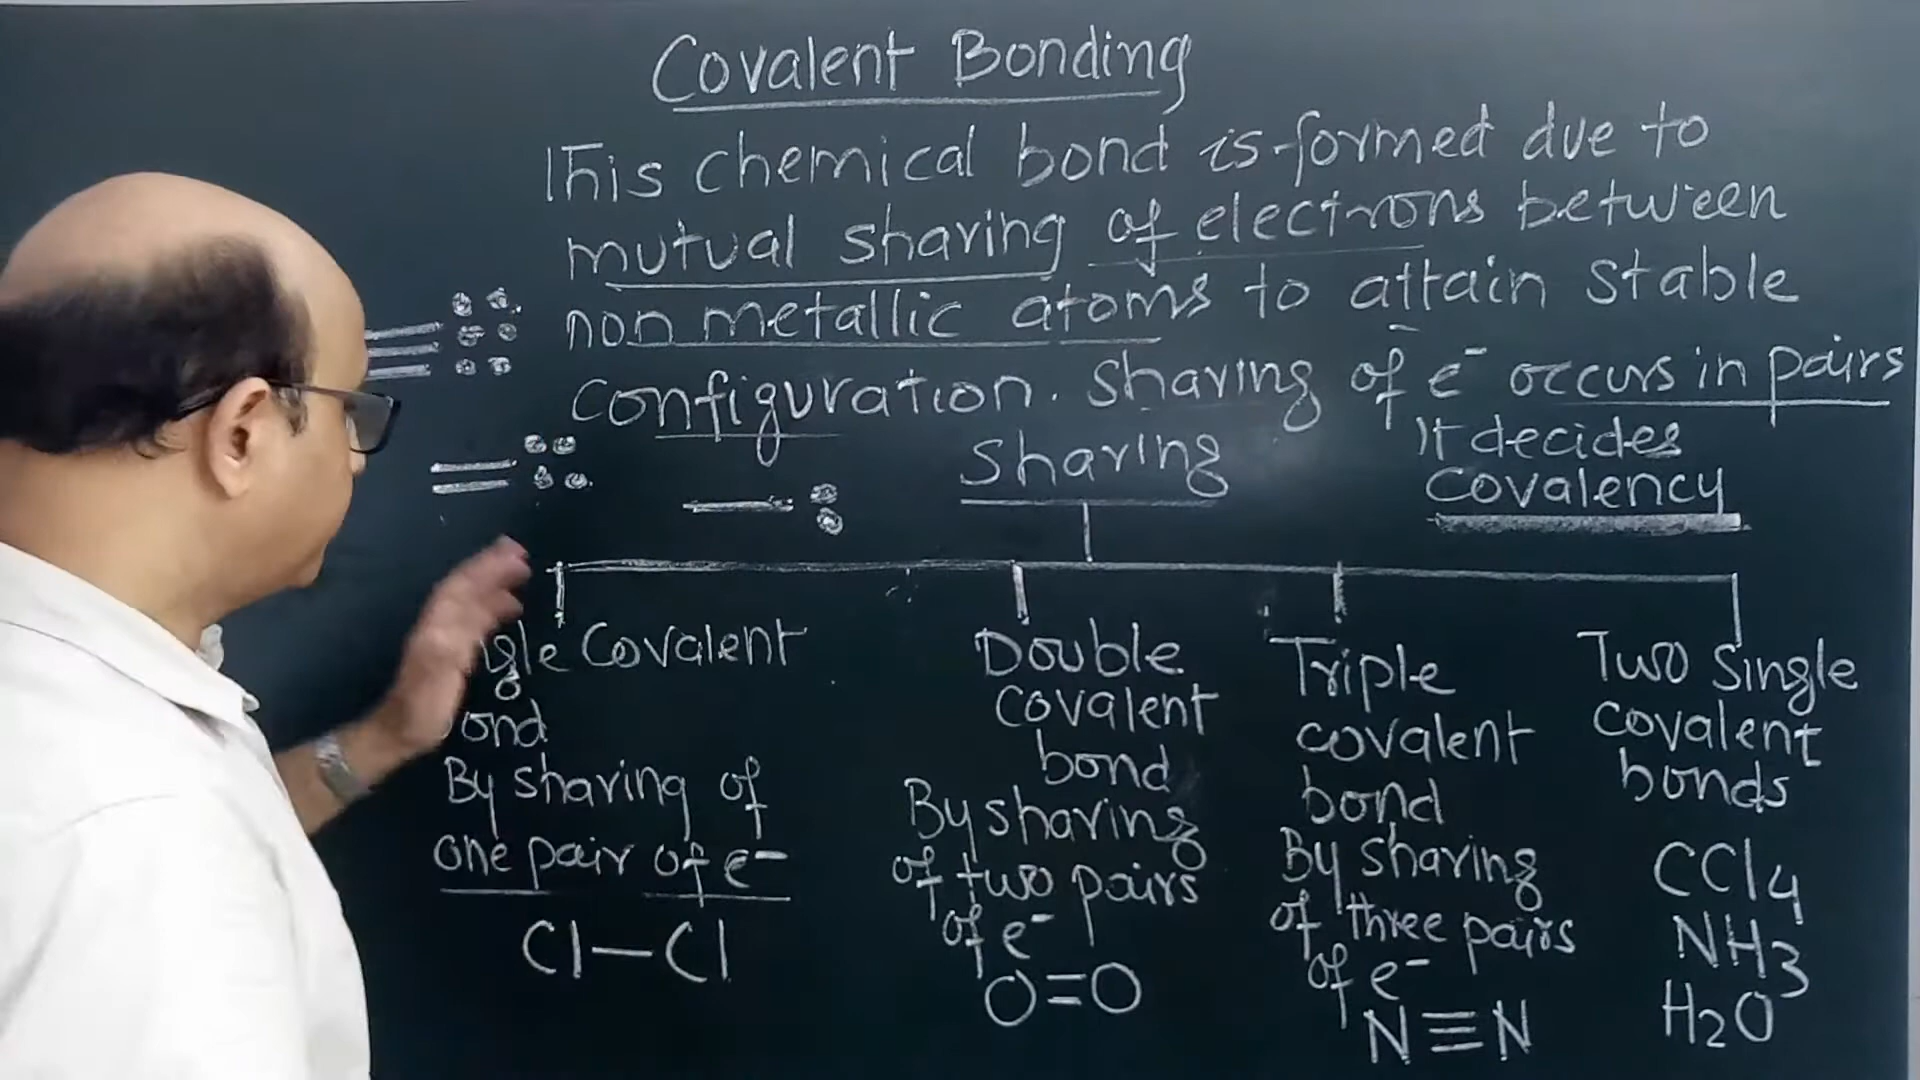 Covalent Bonding
This chemical bond is formed due to
mutual sharing of electrons between
non metallic atoms to attain stable
configuration. Sharing of e⁻ occurs in pairs
It decides
Covalency
Sharing
Covalent
ond
By sharing of
one pair of e⁻
Cl—Cl
Double
covalent
bond
By sharing
of two pairs
of e⁻
O=O
Triple
covalent
bond
By sharing
of three pairs
of e⁻
N≡N
Two Single
covalent
bonds
CCl4
NH3
H2O